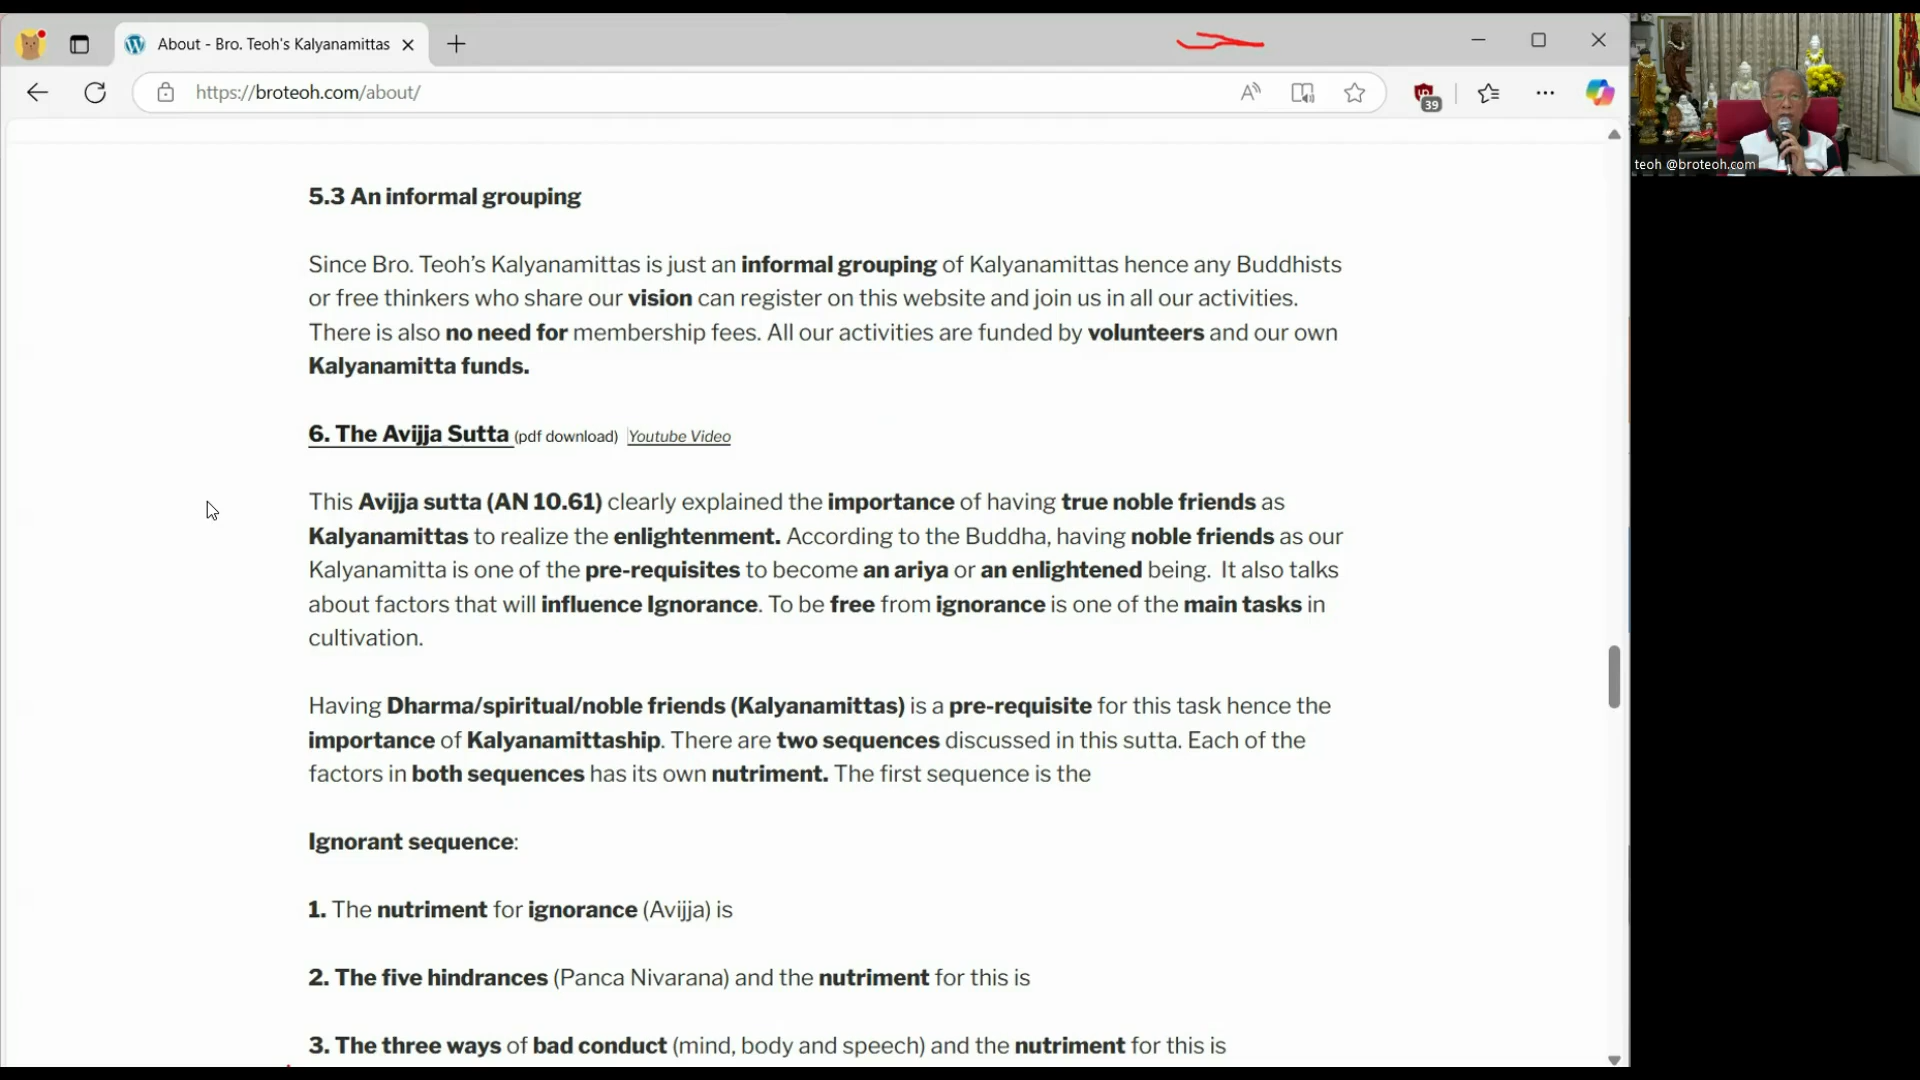 About - Bro. Teoh's Kalyanamittas
https://broteoh.com/about/
39
teoh @broteoh.com
5.3 An informal grouping
Since Bro. Teoh’s Kalyanamittas is just an informal grouping of Kalyanamittas hence any Buddhists
or free thinkers who share our vision can register on this website and join us in all our activities.
There is also no need for membership fees. All our activities are funded by volunteers and our own
Kalyanamitta funds.
6. The Avijja Sutta (pdf download) Youtube Video
This Avijja sutta (AN 10.61) clearly explained the importance of having true noble friends as
Kalyanamittas to realize the enlightenment. According to the Buddha, having noble friends as our
Kalyanamitta is one of the pre-requisites to become an ariya or an enlightened being. It also talks
about factors that will influence Ignorance. To be free from ignorance is one of the main tasks in
cultivation.
Having Dharma/spiritual/noble friends (Kalyanamittas) is a pre-requisite for this task hence the
importance of Kalyanamittaship. There are two sequences discussed in this sutta. Each of the
factors in both sequences has its own nutriment. The first sequence is the
Ignorant sequence:
1. The nutriment for ignorance (Avijja) is
2. The five hindrances (Panca Nivarana) and the nutriment for this is
3. The three ways of bad conduct (mind, body and speech) and the nutriment for this is